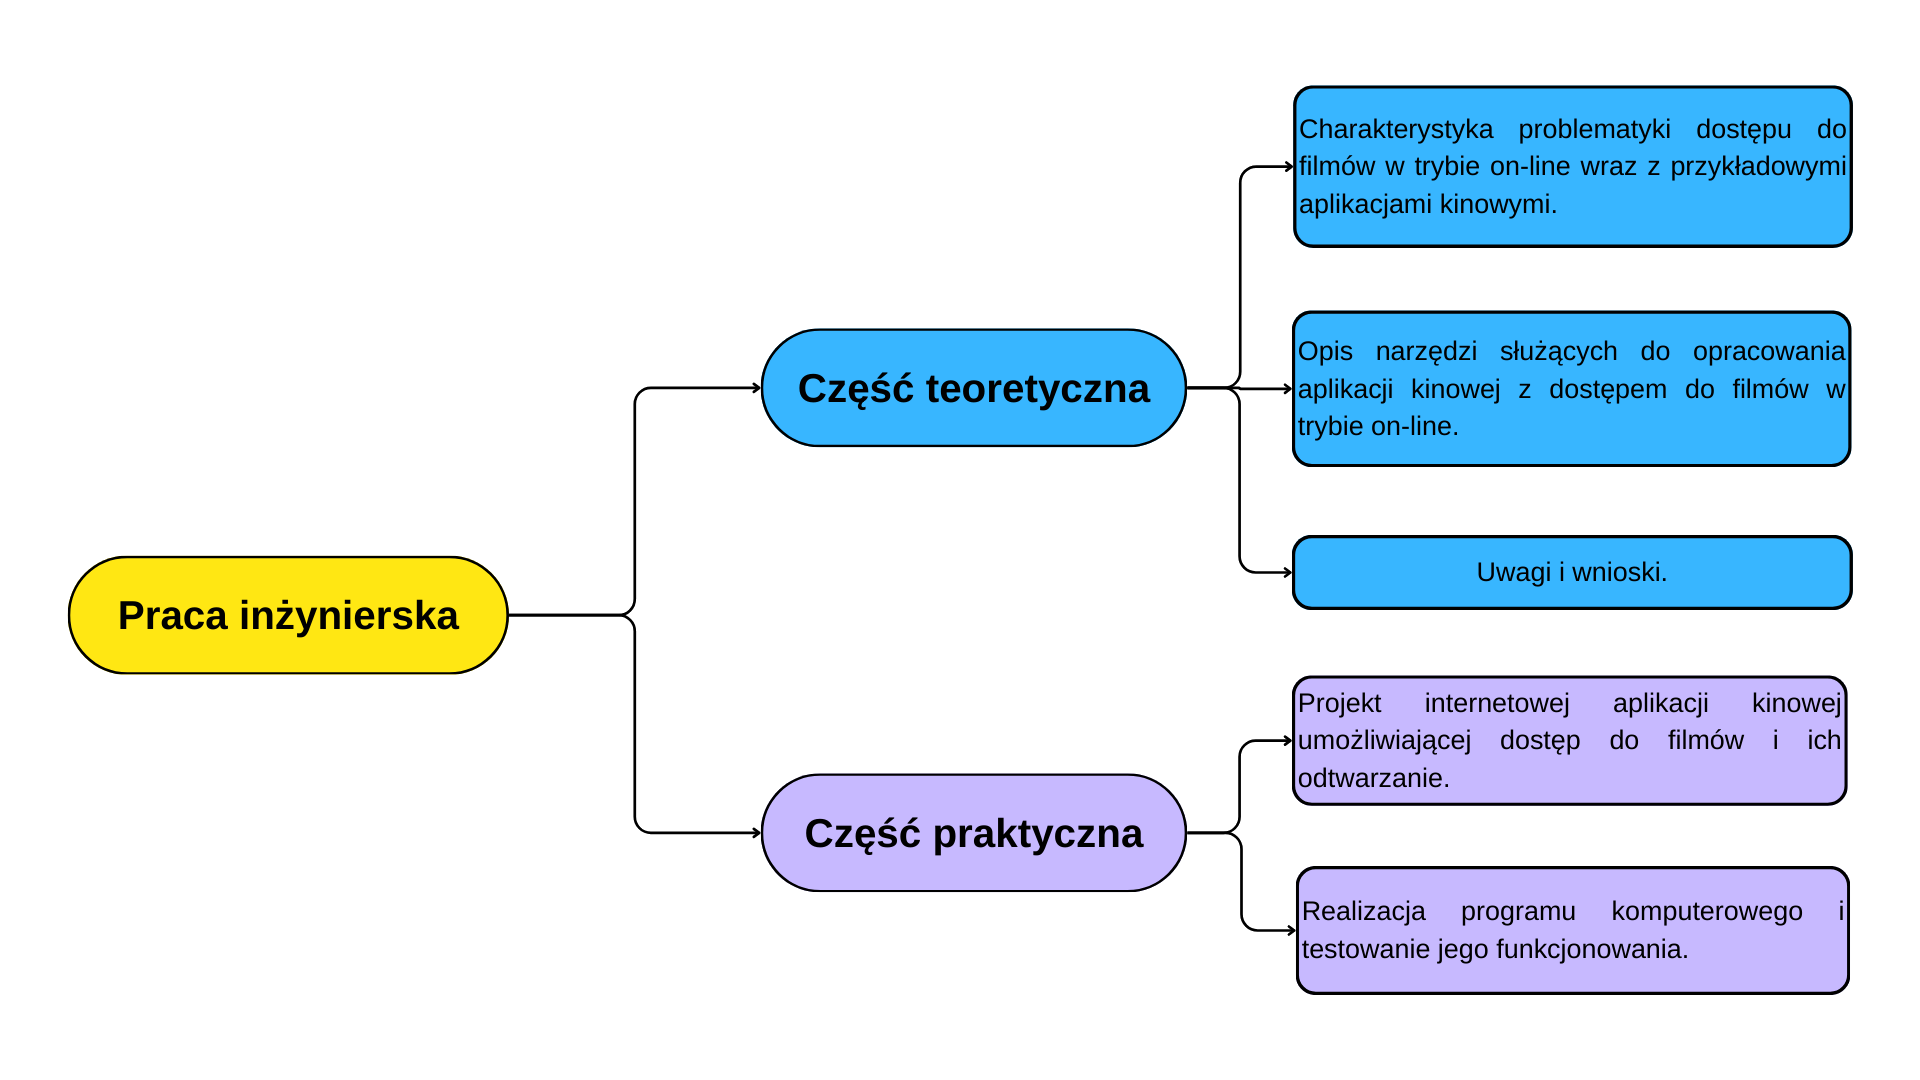 Praca inżynierska
Część teoretyczna
Charakterystyka problematyki dostępu do
filmów w trybie on-line wraz z przykładowymi
aplikacjami kinowymi.
Opis narzędzi służących do opracowania
aplikacji kinowej z dostępem do filmów w
trybie on-line.
Uwagi i wnioski.
Część praktyczna
Projekt internetowej aplikacji kinowej
umożliwiającej dostęp do filmów i ich
odtwarzanie.
Realizacja programu komputerowego i
testowanie jego funkcjonowania.